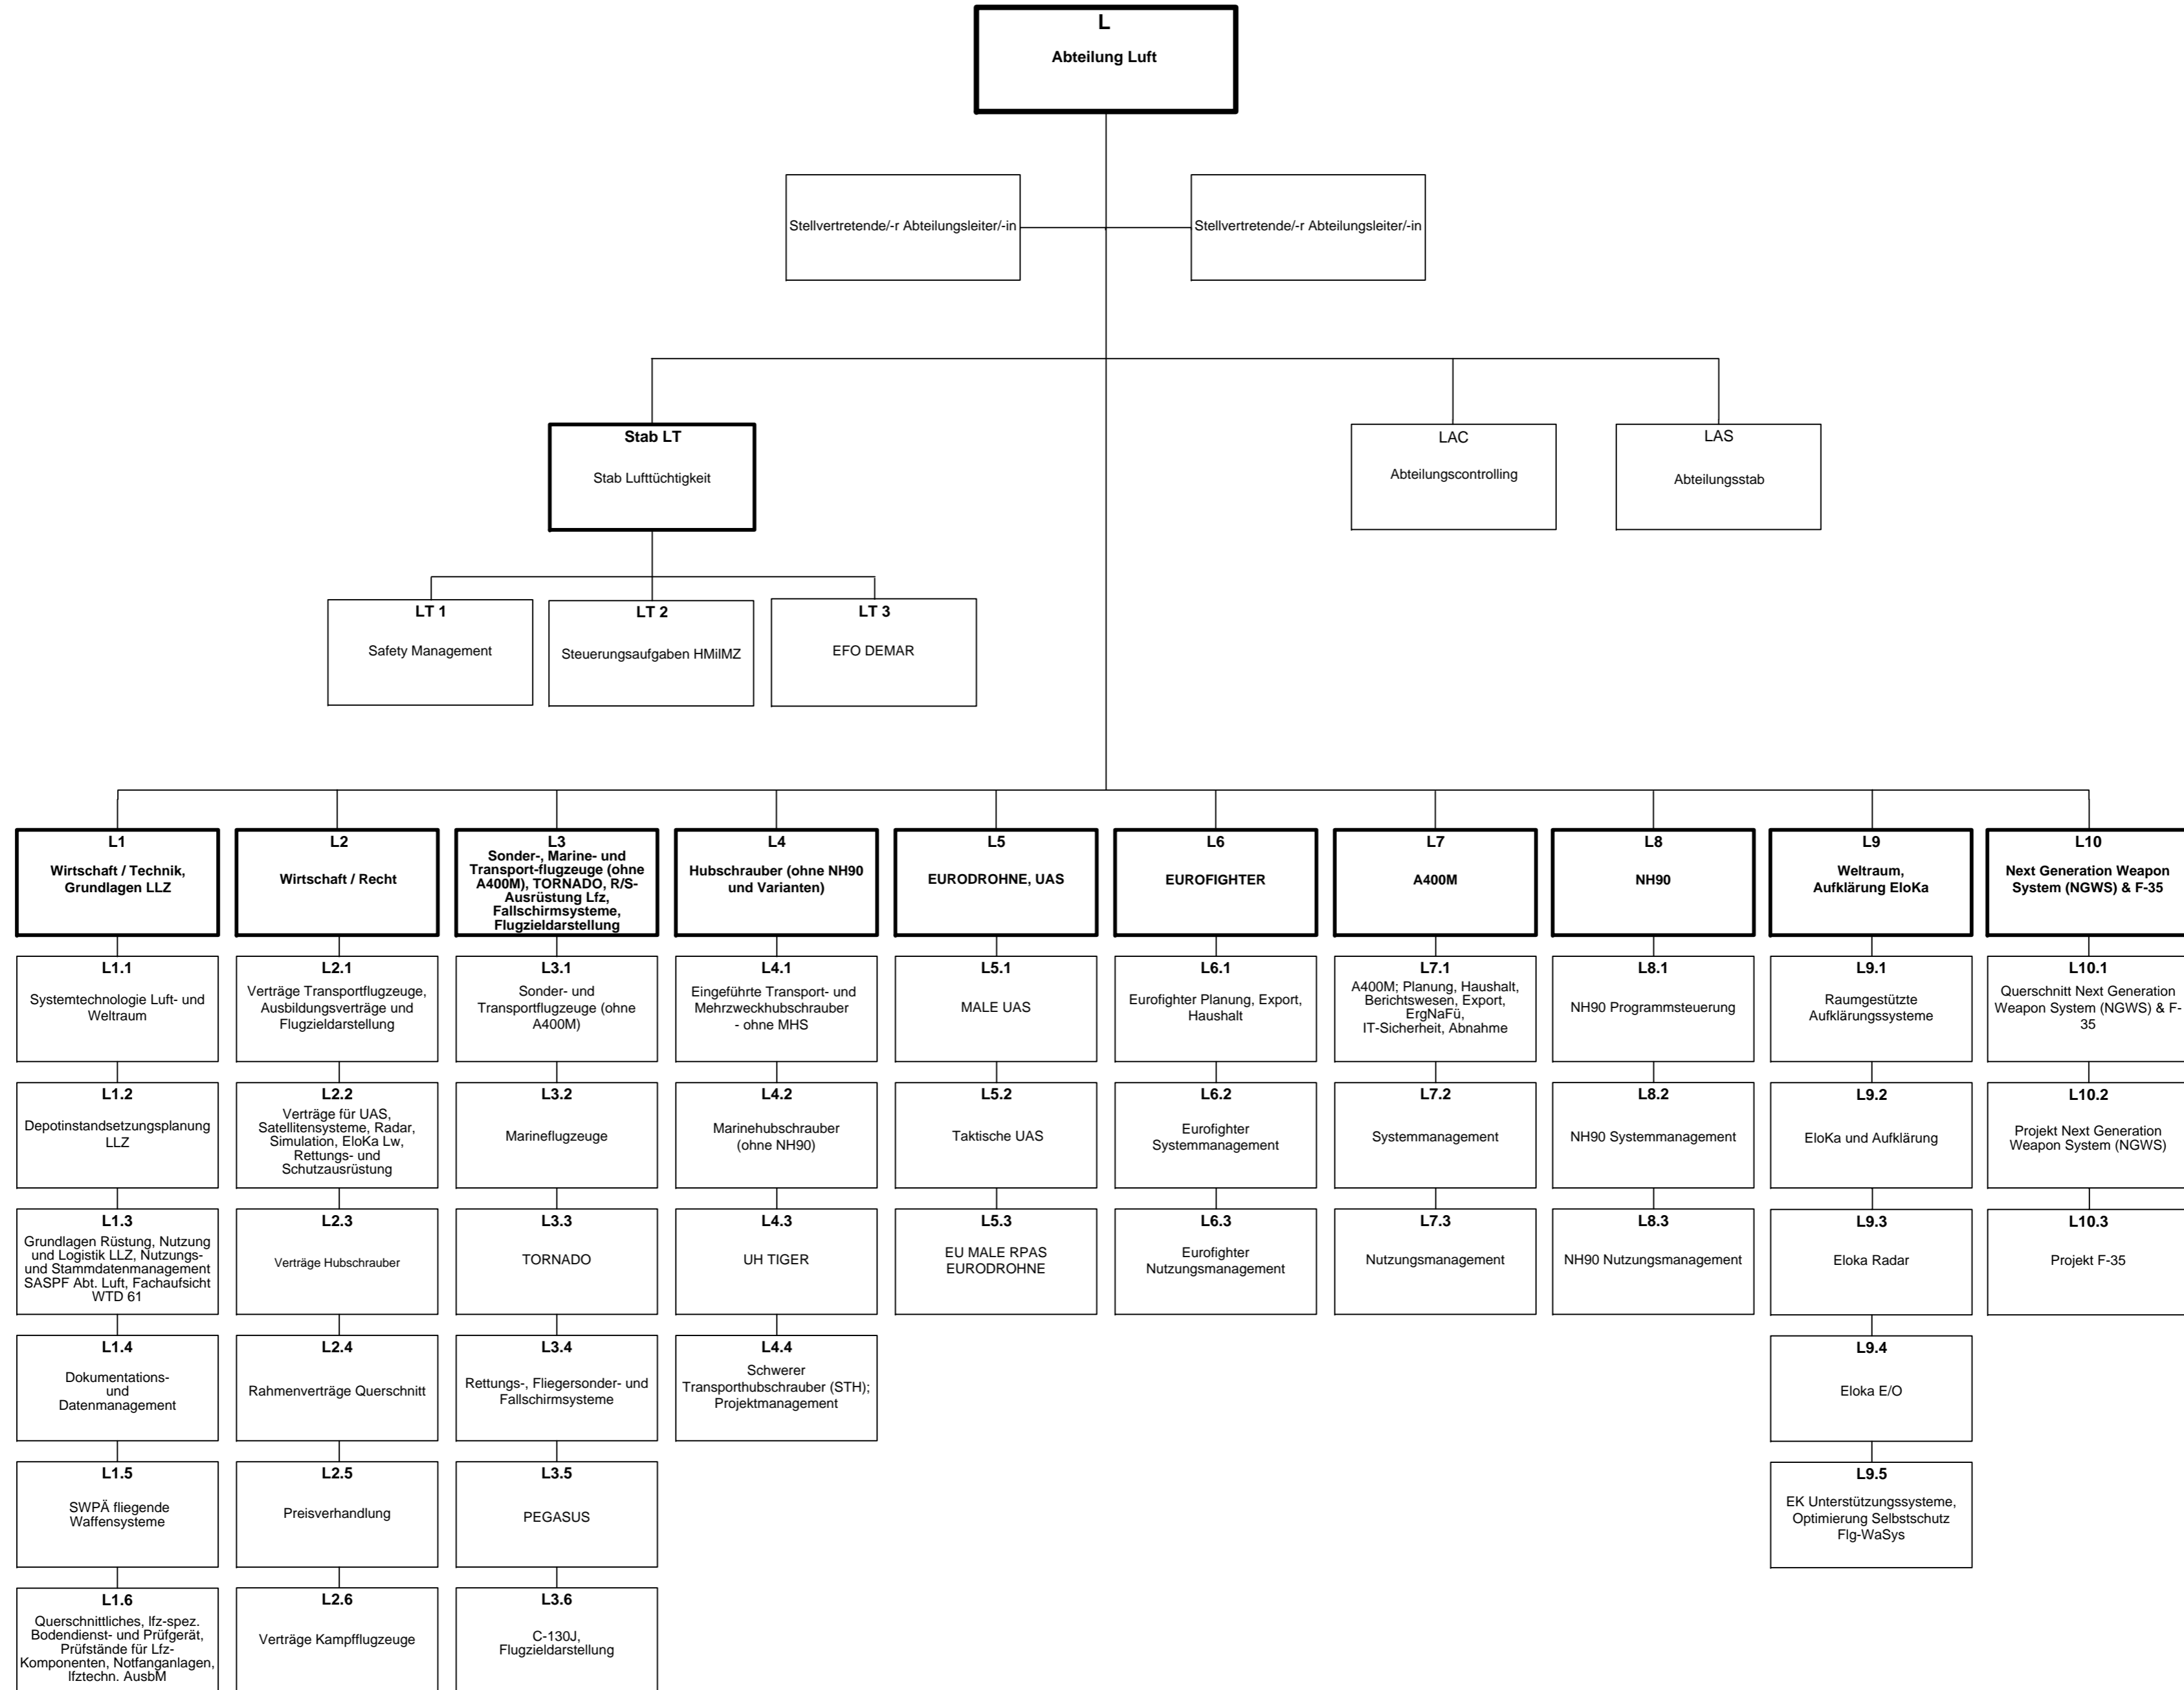 L
Abteilung Luft
Stellvertretende/-r Abteilungsleiter/-in
Stellvertretende/-r Abteilungsleiter/-in
Stab LT
Stab Lufttüchtigkeit
LAC
Abteilungscontrolling
LAS
Abteilungsstab
LT 1
Safety Management
LT 2
Steuerungsaufgaben HMilMZ
LT 3
EFO DEMAR
L1
Wirtschaft / Technik,
Grundlagen LLZ
L2
Wirtschaft / Recht
L3
Sonder-, Marine- und
Transport-flugzeuge (ohne
A400M), TORNADO, R/S-
Ausrüstung Lfz,
Fallschirmsysteme,
Flugzieldarstellung
L4
Hubschrauber (ohne NH90
und Varianten)
L5
EURODROHNE, UAS
L6
EUROFIGHTER
L7
A400M
L8
NH90
L9
Weltraum,
Aufklärung EloKa
L10
Next Generation Weapon
System (NGWS) & F-35
L1.1
Systemtechnologie Luft- und
Weltraum
L2.1
Verträge Transportflugzeuge,
Ausbildungsverträge und
Flugzieldarstellung
L3.1
Sonder- und
Transportflugzeuge (ohne
A400M)
L4.1
Eingeführte Transport- und
Mehrzweckhubschrauber
- ohne MHS
L5.1
MALE UAS
L6.1
Eurofighter Planung, Export,
Haushalt
L7.1
A400M; Planung, Haushalt,
Berichtswesen, Export,
ErgNaFü,
IT-Sicherheit, Abnahme
L8.1
NH90 Programmsteuerung
L9.1
Raumgestützte
Aufklärungssysteme
L10.1
Querschnitt Next Generation
Weapon System (NGWS) & F-
35
L1.2
Depotinstandsetzungsplanung
LLZ
L2.2
Verträge für UAS,
Satellitensysteme, Radar,
Simulation, EloKa Lw,
Rettungs- und
Schutzausrüstung
L3.2
Marineflugzeuge
L4.2
Marinehubschrauber
(ohne NH90)
L5.2
Taktische UAS
L6.2
Eurofighter
Systemmanagement
L7.2
Systemmanagement
L8.2
NH90 Systemmanagement
L9.2
EloKa und Aufklärung
L10.2
Projekt Next Generation
Weapon System (NGWS)
L1.3
Grundlagen Rüstung, Nutzung
und Logistik LLZ, Nutzungs-
und Stammdatenmanagement
SASPF Abt. Luft, Fachaufsicht
WTD 61
L2.3
Verträge Hubschrauber
L3.3
TORNADO
L4.3
UH TIGER
L5.3
EU MALE RPAS
EURODROHNE
L6.3
Eurofighter
Nutzungsmanagement
L7.3
Nutzungsmanagement
L8.3
NH90 Nutzungsmanagement
L9.3
Eloka Radar
L10.3
Projekt F-35
L1.4
Dokumentations-
und
Datenmanagement
L2.4
Rahmenverträge Querschnitt
L3.4
Rettungs-, Fliegersonder- und
Fallschirmsysteme
L4.4
Schwerer
Transporthubschrauber (STH);
Projektmanagement
L9.4
Eloka E/O
L1.5
SWPÄ fliegende
Waffensysteme
L2.5
Preisverhandlung
L3.5
PEGASUS
L9.5
EK Unterstützungssysteme,
Optimierung Selbstschutz
Flg-WaSys
L1.6
Querschnittliches, lfz-spez.
Bodendienst- und Prüfgerät,
Prüfstände für Lfz-
Komponenten, Notfanganlagen,
lfztechn. AusbM
L2.6
Verträge Kampfflugzeuge
L3.6
C-130J,
Flugzieldarstellung